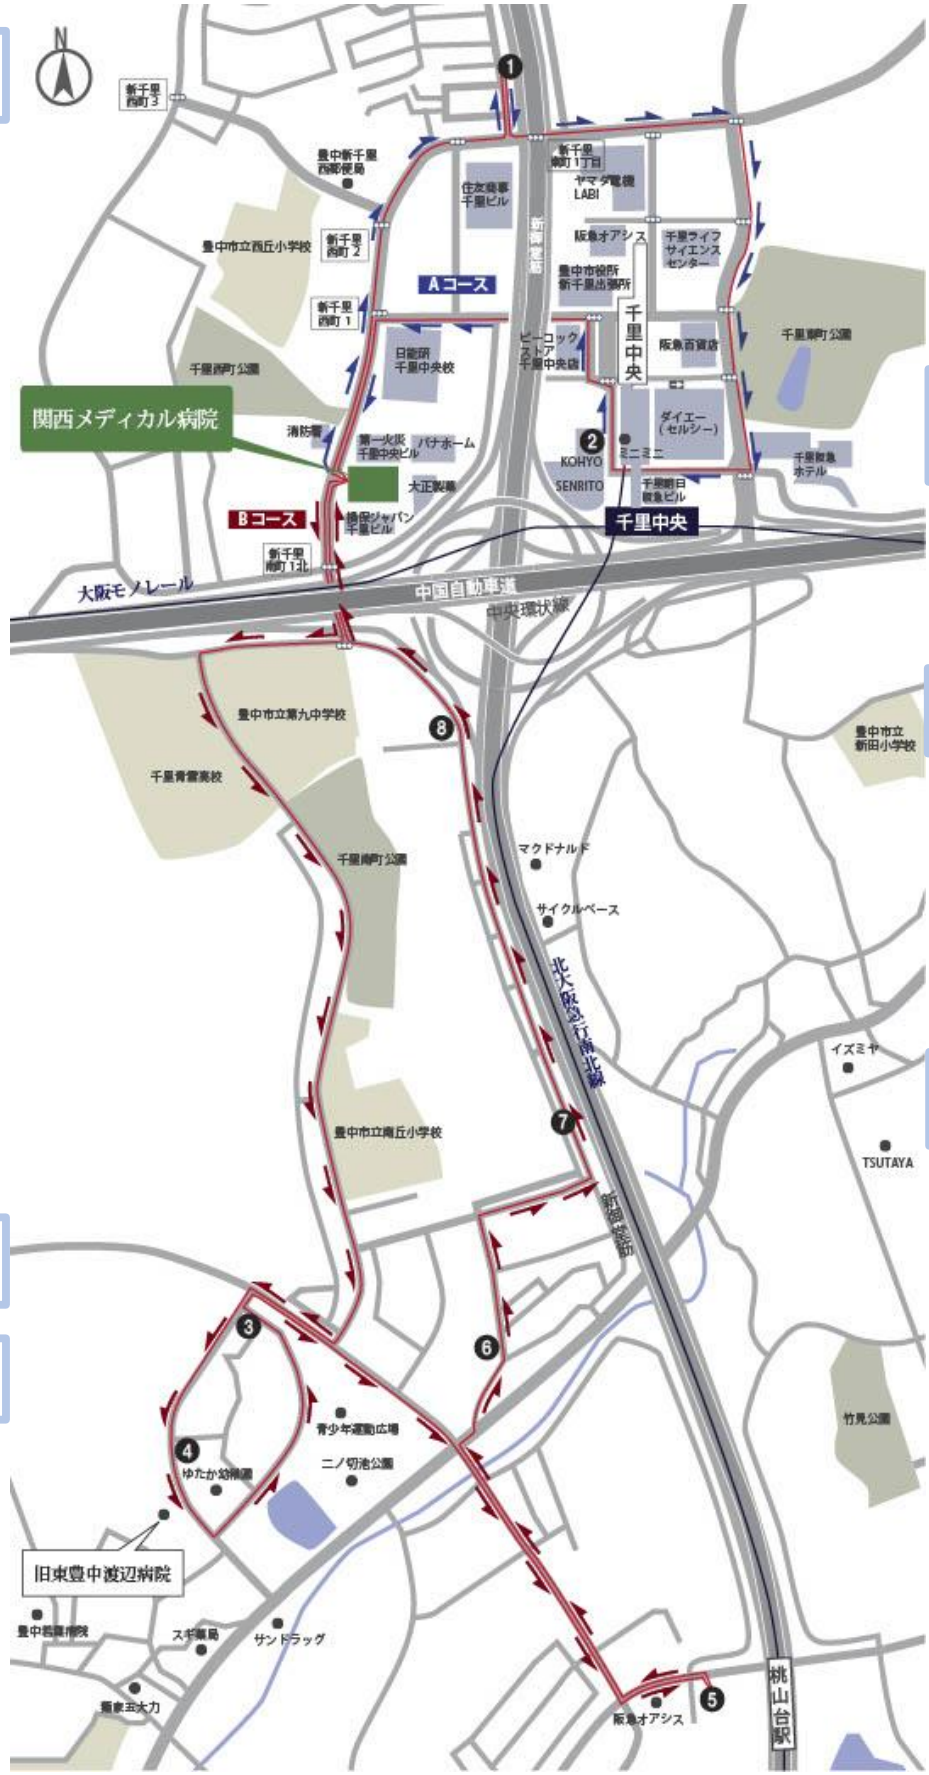 N
1
新千里
西町3
豊中新千里
西郵便局
住友商事
千里ビル
新千里
東町1丁目
ヤマダ電機
LABI
豊中市立西丘小学校
新千里
西町2
新御堂筋
阪急オアシス
千里ライフ
サイエンス
センター
Aコース
豊中市役所
新千里出張所
新千里
西町1
千里中央
千里東町公園
日能研
千里中央校
ピーコック
ストア
千里中央店
阪急百貨店
千里西町公園
関西メディカル病院
消防署
第一火災
千里中央ビル
パナホーム
2
KOHYO
ミニミニ
ダイエー
(セルシー)
千里阪急
ホテル
大正製薬
SENRITO
千里朝日
阪急ビル
Bコース
損保ジャパン
千里ビル
千里中央
新千里
南町1北
大阪モノレール
中国自動車道
中央環状線
豊中市立第九中学校
8
豊中市立
新田小学校
千里青雲高校
千里南町公園
マクドナルド
サイクルベース
北大阪急行南北線
イズミヤ
7
豊中市立南丘小学校
TSUTAYA
新御堂筋
3
6
青少年運動広場
竹見公園
4
ゆたか幼稚園
二ノ切池公園
旧東豊中渡辺病院
豊中若葉病院
スギ薬局
サンドラッグ
桃山台駅
5
阪急オアシス